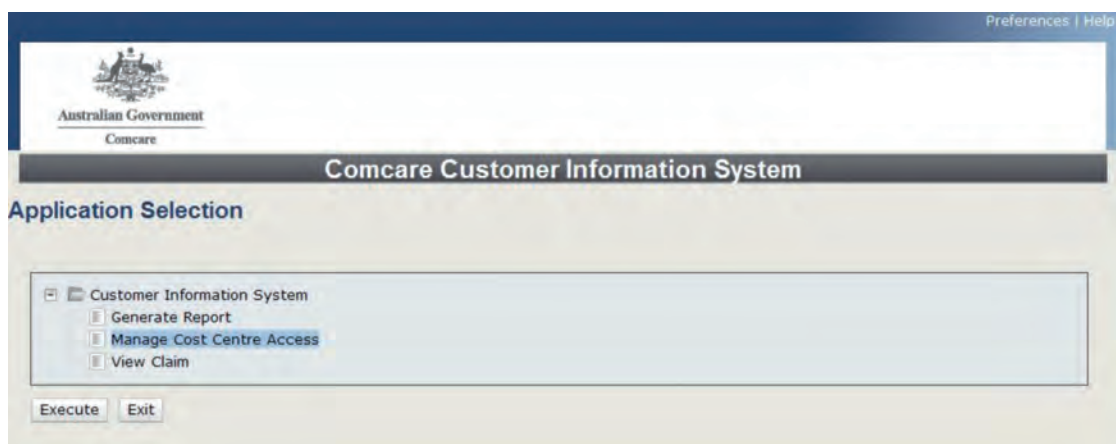 Preferences | Help
Australian Government
Comcare
Comcare Customer Information System
Application Selection
Customer Information System
Generate Report
Manage Cost Centre Access
View Claim
Execute Exit